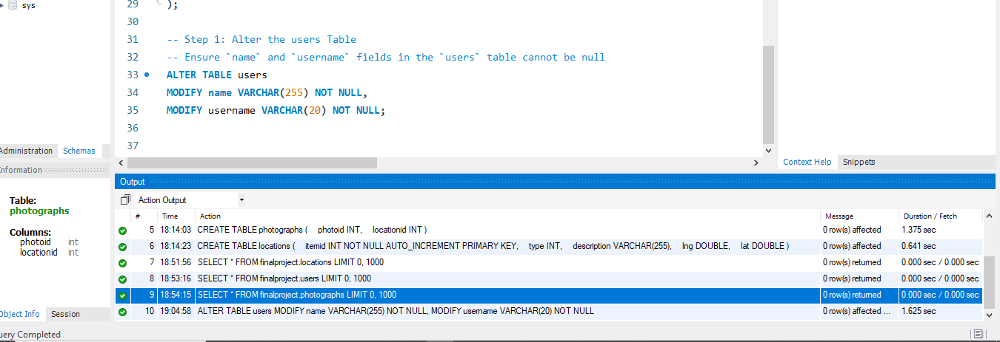 sys
29 );
30
31 -- Step 1: Alter the users Table
32 -- Ensure `name` and `username` fields in the `users` table cannot be null
33 ALTER TABLE users
34 MODIFY name VARCHAR(255) NOT NULL,
35 MODIFY username VARCHAR(20) NOT NULL;
36
37
Administration Schemas
Information
Table:
photographs
Columns:
photoid int
locationid int
Object Info Session
Context Help Snippets
Output
Action Output
# Time Action Message Duration / Fetch
5 18:14:03 CREATE TABLE photographs ( photoid INT, locationid INT ) 0 row(s) affected 1.375 sec
6 18:14:23 CREATE TABLE locations ( itemid INT NOT NULL AUTO_INCREMENT PRIMARY KEY, type INT, description VARCHAR(255), lng DOUBLE, lat DOUBLE ) 0 row(s) affected 0.641 sec
7 18:51:56 SELECT * FROM finalproject.locations LIMIT 0, 1000 0 row(s) returned 0.000 sec / 0.000 sec
8 18:53:16 SELECT * FROM finalproject.users LIMIT 0, 1000 0 row(s) returned 0.000 sec / 0.000 sec
9 18:54:15 SELECT * FROM finalproject.photographs LIMIT 0, 1000 0 row(s) returned 0.000 sec / 0.000 sec
10 19:04:58 ALTER TABLE users MODIFY name VARCHAR(255) NOT NULL, MODIFY username VARCHAR(20) NOT NULL 0 row(s) affected ... 1.625 sec
uery Completed